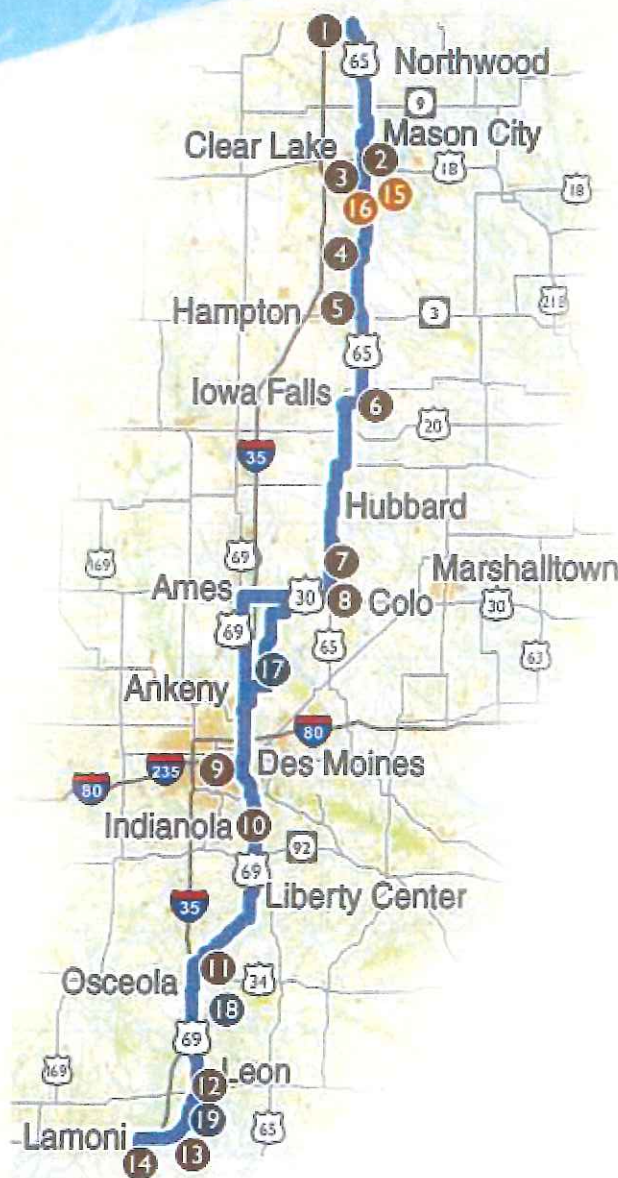 1
65
Northwood
9
Mason City
Clear Lake
2
18
3
15
16
18
4
Hampton
5
3
218
65
Iowa Falls
6
20
35
Hubbard
69
169
7
Marshalltown
Ames
30
8
Colo
30
69
65
63
17
Ankeny
80
9
235
Des Moines
80
Indianola
10
92
69
Liberty Center
35
11
34
Osceola
18
69
169
Leon
12
19
65
Lamoni
14
13